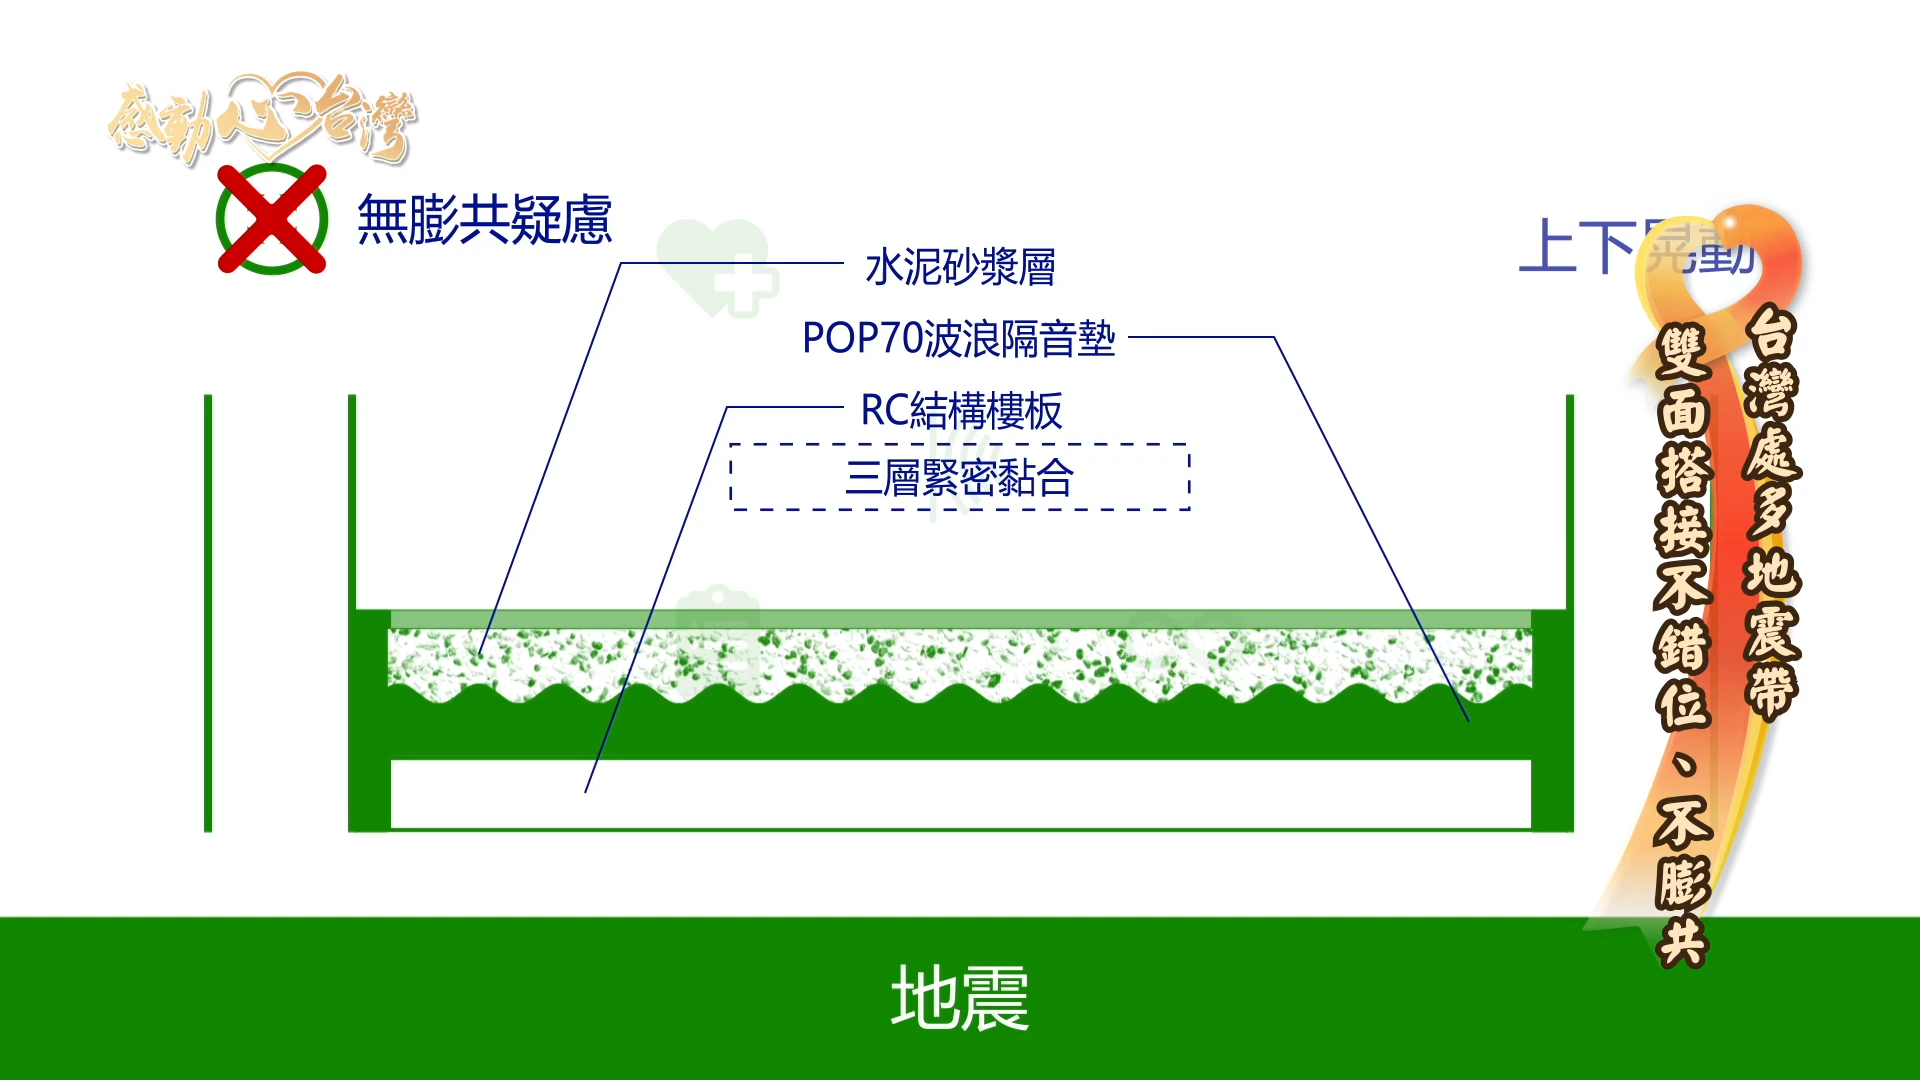 感動心台灣
無膨共疑慮
上下晃動
水泥砂漿層
POP70波浪隔音墊
RC結構樓板
三層緊密黏合
台灣處多地震帶
雙面搭接不錯位、不膨共
地震